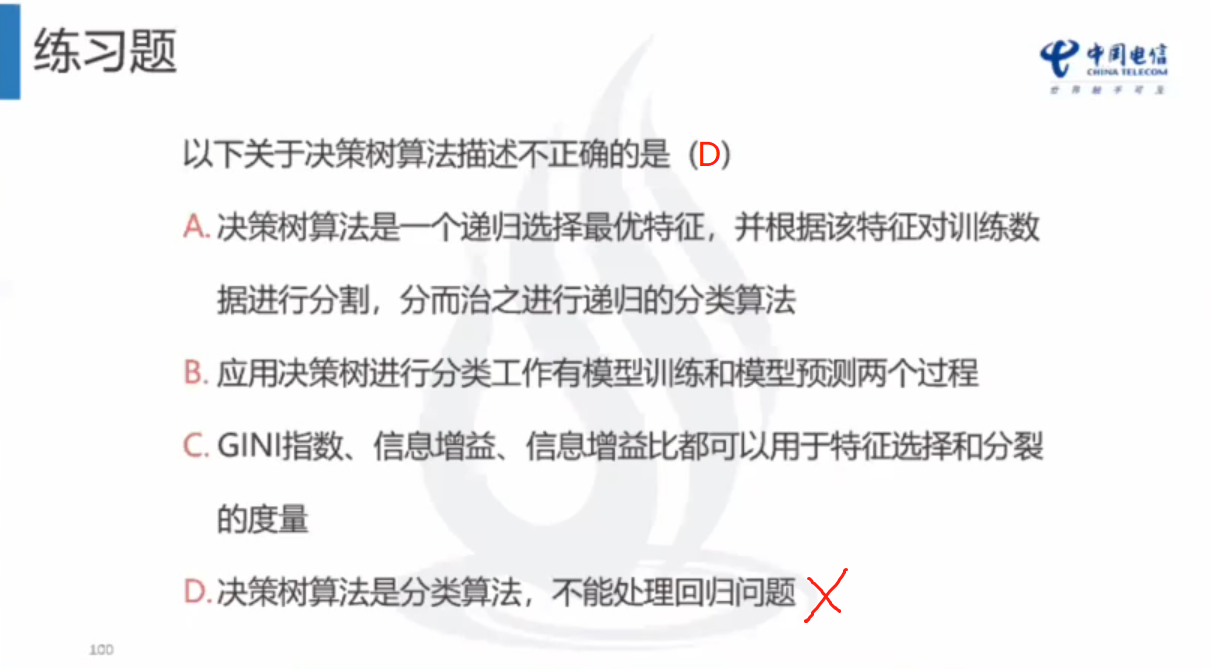 练习题
中国电信
CHINA TELECOM
世界触手可及
以下关于决策树算法描述不正确的是（D）
A. 决策树算法是一个递归选择最优特征，并根据该特征对训练数
据进行分割，分而治之进行递归的分类算法
B. 应用决策树进行分类工作有模型训练和模型预测两个过程
C. GINI指数、信息增益、信息增益比都可以用于特征选择和分裂
的度量
D. 决策树算法是分类算法，不能处理回归问题
100